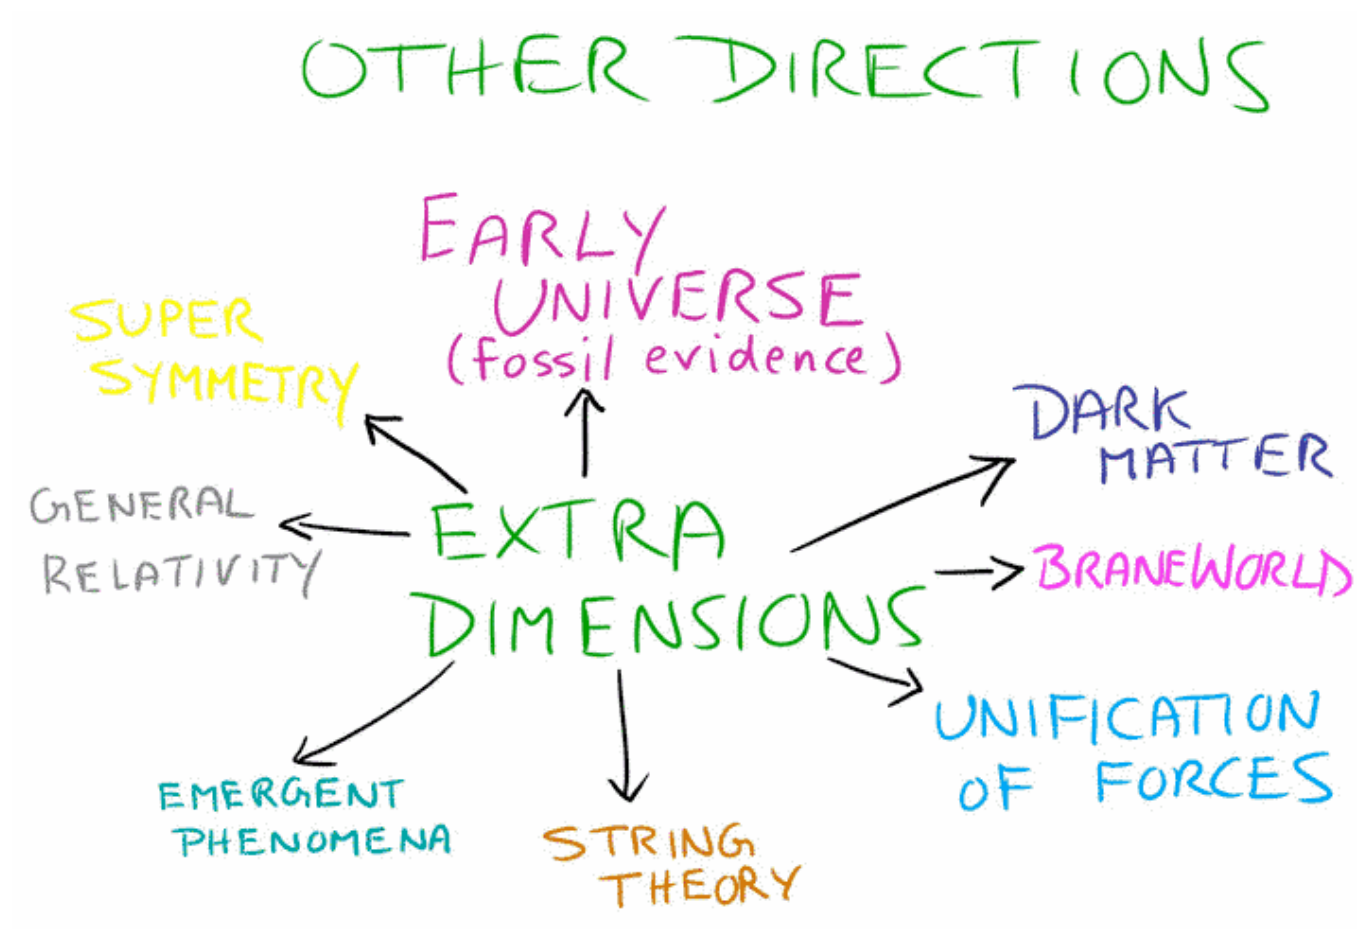 OTHER DIRECTIONS
EARLY
UNIVERSE
(fossil evidence)
SUPER
SYMMETRY
DARK
MATTER
GENERAL
RELATIVITY
EXTRA
DIMENSIONS
BRANEWORLD
UNIFICATION
OF FORCES
EMERGENT
PHENOMENA
STRING
THEORY